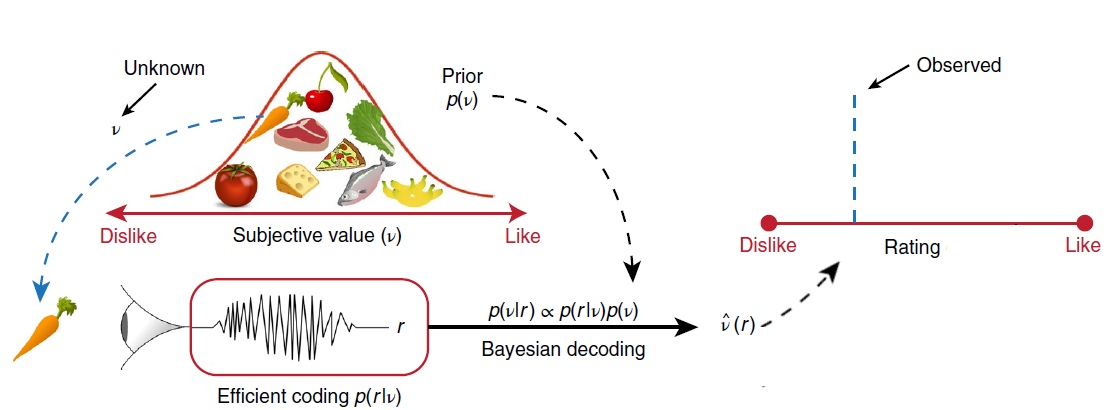 Unknown
ν
Prior
p(ν)
Observed
Dislike
Subjective value (ν)
Like
Dislike
Rating
Like
p(ν|r) ∝ p(r|ν)p(ν)
r
ν̂ (r)
Bayesian decoding
Efficient coding p(r|ν)